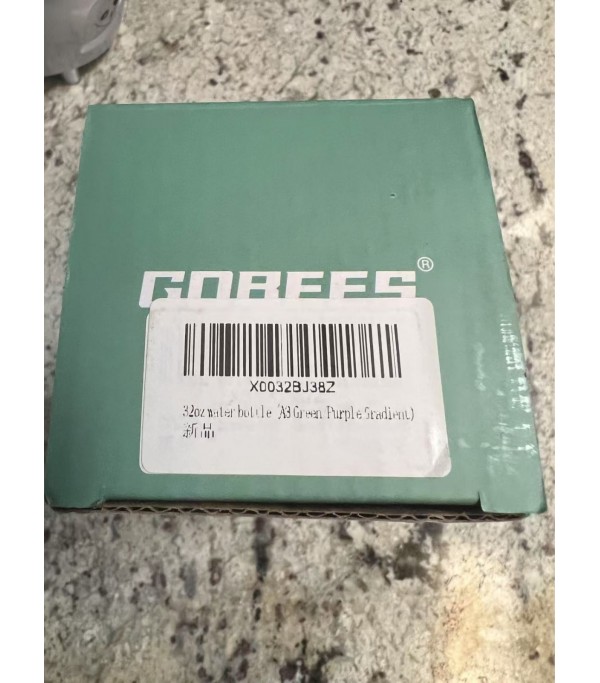 GOBEES®
X0032BJ38Z
32oz water bottle (A3 Green Purple Gradient)
新品